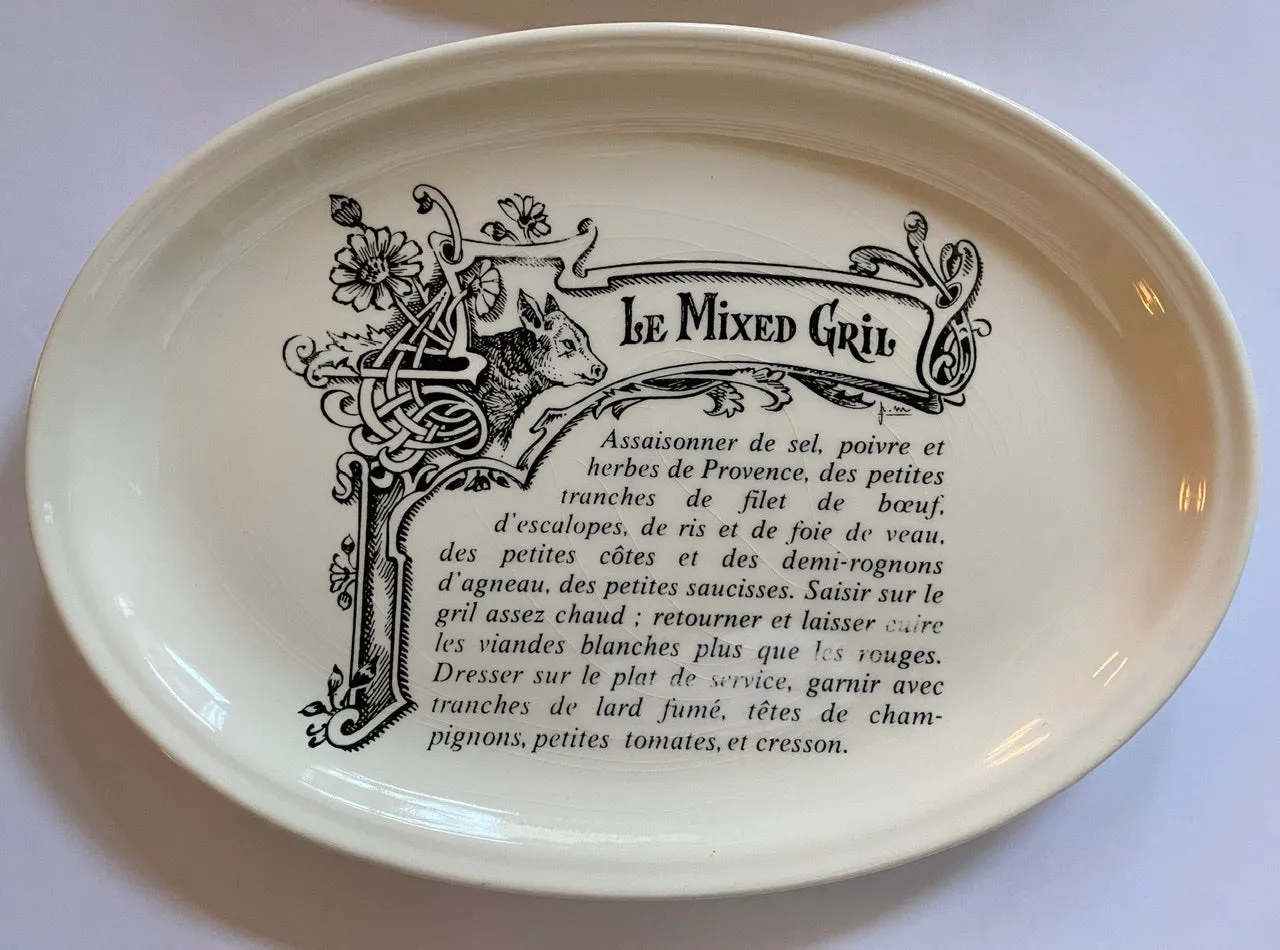 Le Mixed Gril
Assaisonner de sel, poivre et
herbes de Provence, des petites
tranches de filet de bœuf,
d'escalopes, de ris et de foie de veau,
des petites côtes et des demi-rognons
d'agneau, des petites saucisses. Saisir sur le
gril assez chaud ; retourner et laisser cuire
les viandes blanches plus que les rouges.
Dresser sur le plat de service, garnir avec
tranches de lard fumé, têtes de cham-
pignons, petites tomates, et cresson.